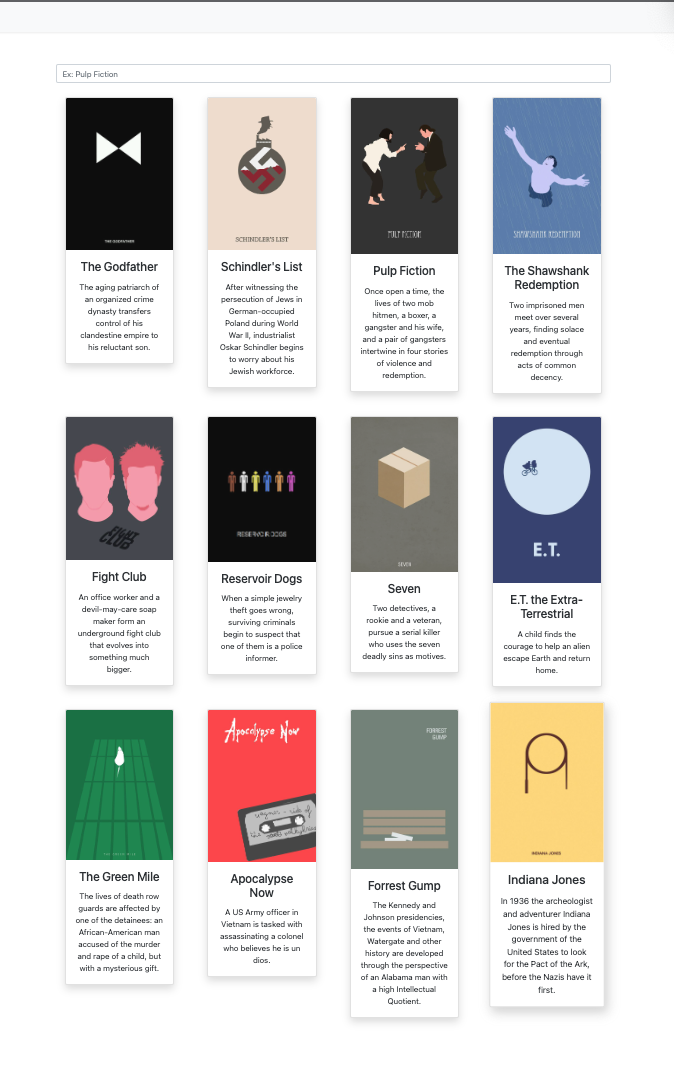 Ex: Pulp Fiction
THE GODFATHER
The Godfather
The aging patriarch of
an organized crime
dynasty transfers
control of his
clandestine empire to
his reluctant son.
SCHINDLER'S LIST
Schindler's List
After witnessing the
persecution of Jews in
German-occupied
Poland during World
War II, industrialist
Oskar Schindler begins
to worry about his
Jewish workforce.
PULP FICTION
Pulp Fiction
Once open a time, the
lives of two mob
hitmen, a boxer, a
gangster and his wife,
and a pair of gangsters
intertwine in four stories
of violence and
redemption.
SHAWSHANK REDEMPTION
The Shawshank
Redemption
Two imprisoned men
meet over several
years, finding solace
and eventual
redemption through
acts of common
decency.
FIGHT
CLUB
Fight Club
An office worker and a
devil-may-care soap
maker form an
underground fight club
that evolves into
something much
bigger.
RESERVOIR DOGS
Reservoir Dogs
When a simple jewelry
theft goes wrong,
surviving criminals
begin to suspect that
one of them is a police
informer.
SEVEN
Seven
Two detectives, a
rookie and a veteran,
pursue a serial killer
who uses the seven
deadly sins as motives.
E.T.
E.T. the Extra-
Terrestrial
A child finds the
courage to help an alien
escape Earth and return
home.
THE GREEN MILE
The Green Mile
The lives of death row
guards are affected by
one of the detainees: an
African-American man
accused of the murder
and rape of a child, but
with a mysterious gift.
Apocalypse Now
wagner - ride of
the
Apocalypse
Now
A US Army officer in
Vietnam is tasked with
assassinating a colonel
who believes he is un
dios.
FORREST
GUMP
Forrest Gump
The Kennedy and
Johnson presidencies,
the events of Vietnam,
Watergate and other
history are developed
through the perspective
of an Alabama man with
a high Intellectual
Quotient.
INDIANA JONES
Indiana Jones
In 1936 the archeologist
and adventurer Indiana
Jones is hired by the
government of the
United States to look
for the Pact of the Ark,
before the Nazis have it
first.